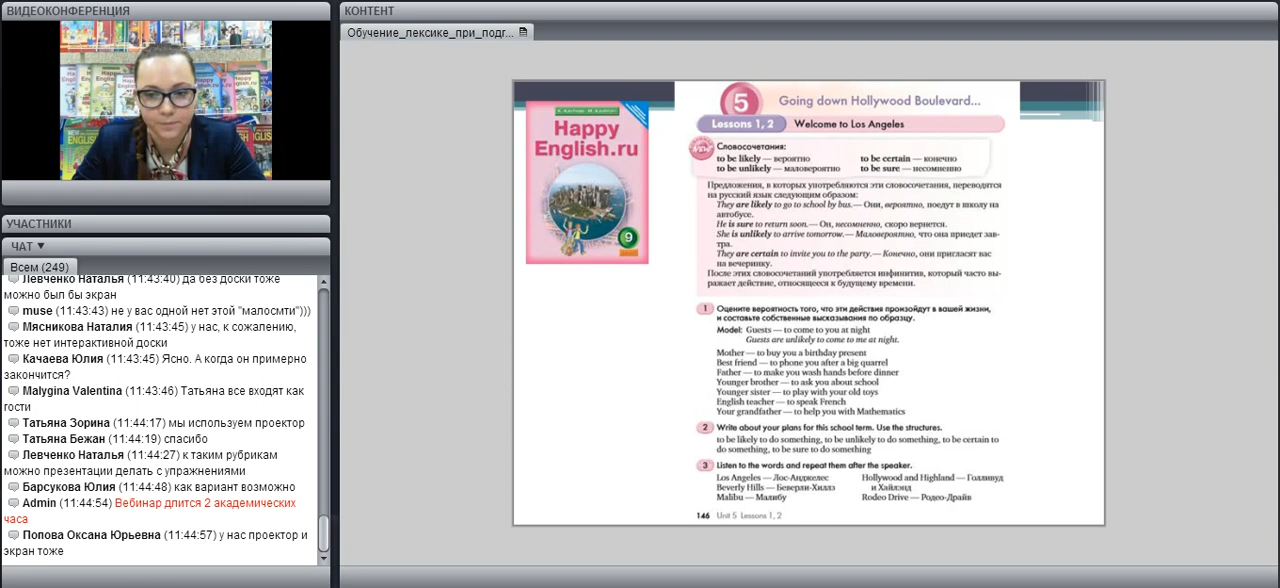 ВИДЕОКОНФЕРЕНЦИЯ
УЧАСТНИКИ
ЧАТ ▼
Всем (249)
Левченко Наталья (11:43:40) да без доски тоже
можно был бы экран
muse (11:43:43) не у вас одной нет этой "малосмти")))
Мясникова Наталия (11:43:45) у нас, к сожалению,
тоже нет интерактивной доски
Качаева Юлия (11:43:45) Ясно. А когда он примерно
закончится?
Malygina Valentina (11:43:46) Татьяна все входят как
гости
Татьяна Зорина (11:44:17) мы используем проектор
Татьяна Бежан (11:44:19) спасибо
Левченко Наталья (11:44:27) к таким рубрикам
можно презентации делать с упражнениями
Барсукова Юлия (11:44:48) как вариант возможно
Admin (11:44:54) Вебинар длится 2 академических
часа
Попова Оксана Юрьевна (11:44:57) у нас проектор и
экран тоже
КОНТЕНТ
Обучение_лексике_при_подг...
Happy
English.ru
9
5 Going down Hollywood Boulevard...
Lessons 1, 2 Welcome to Los Angeles
NEW Словосочетания:
to be likely — вероятно to be certain — конечно
to be unlikely — маловероятно to be sure — несомненно
Предложения, в которых употребляются эти словосочетания, переводятся
на русский язык следующим образом:
They are likely to go to school by bus.— Они, вероятно, поедут в школу на
автобусе.
He is sure to return soon.— Он, несомненно, скоро вернется.
She is unlikely to arrive tomorrow.— Маловероятно, что она приедет зав-
тра.
They are certain to invite you to the party.— Конечно, они пригласят вас
на вечеринку.
После этих словосочетаний употребляется инфинитив, который часто вы-
ражает действие, относящееся к будущему времени.
1 Оцените вероятность того, что эти действия произойдут в вашей жизни,
и составьте собственные высказывания по образцу.
Model: Guests — to come to you at night
Guests are unlikely to come to me at night.
Mother — to buy you a birthday present
Best friend — to phone you after a big quarrel
Father — to make you wash hands before dinner
Younger brother — to ask you about school
Younger sister — to play with your old toys
English teacher — to speak French
Your grandfather — to help you with Mathematics
2 Write about your plans for this school term. Use the structures.
to be likely to do something, to be unlikely to do something, to be certain to
do something, to be sure to do something
3 Listen to the words and repeat them after the speaker.
Los Angeles — Лос-Анджелес Hollywood and Highland — Голливуд
Beverly Hills — Беверли-Хиллз и Хайлэнд
Malibu — Малибу Rodeo Drive — Родео-Драйв
146 Unit 5 Lessons 1, 2